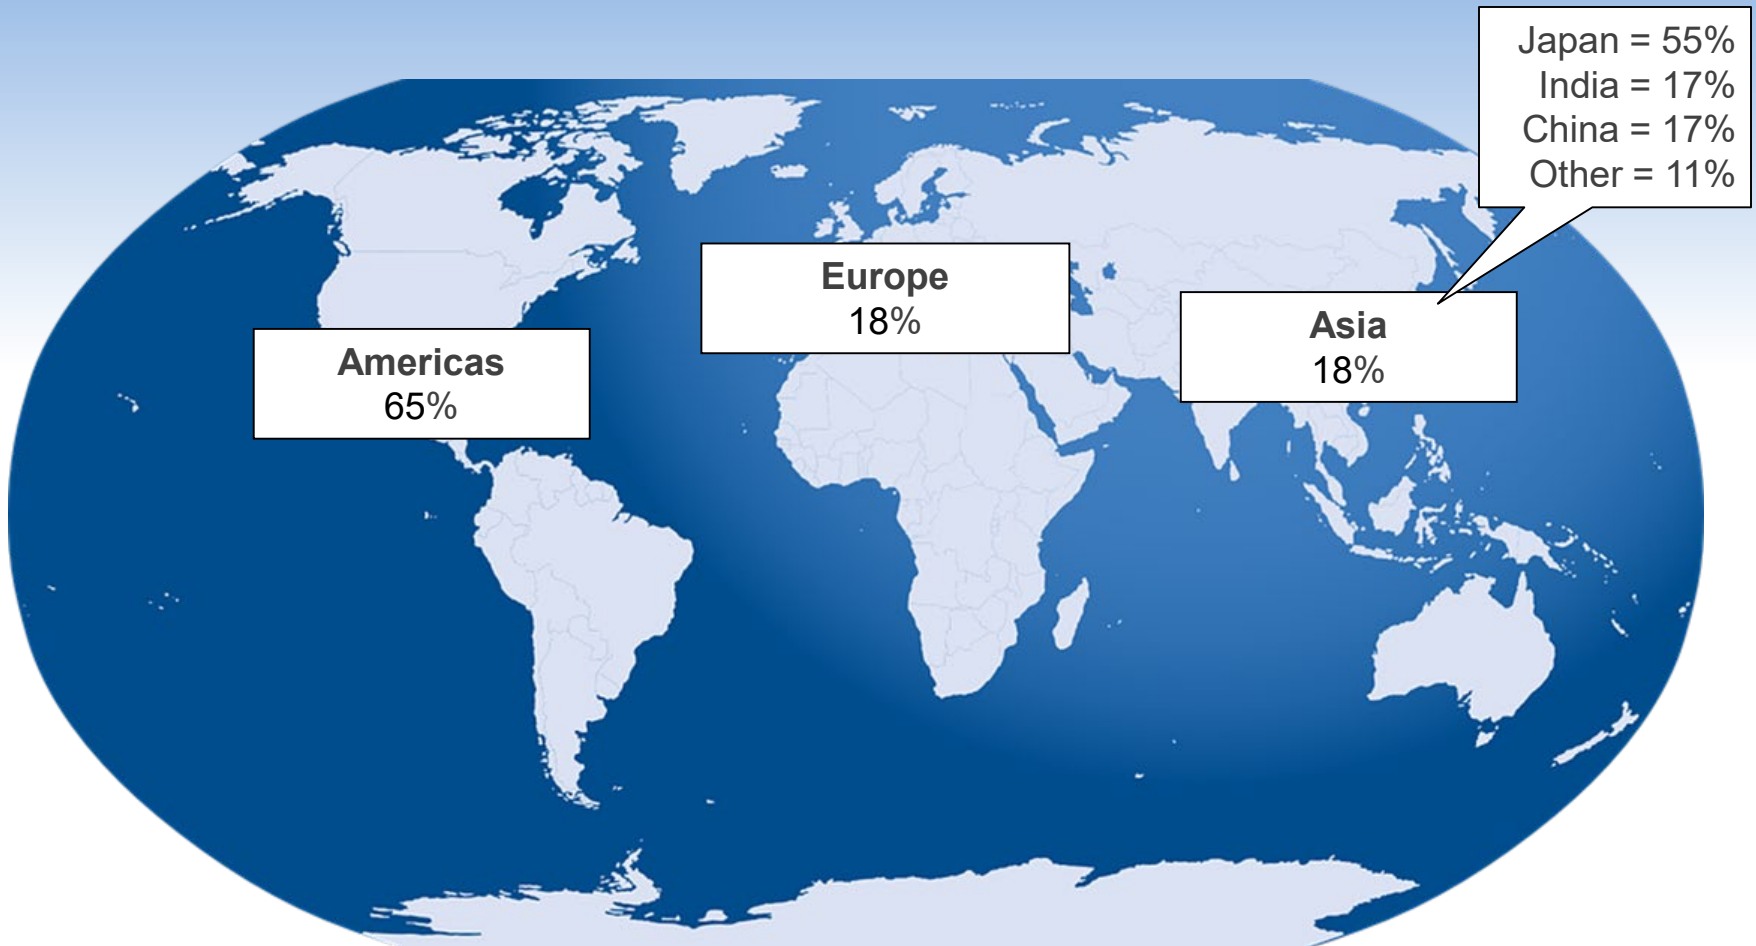 Japan = 55%
India = 17%
China = 17%
Other = 11%
Europe
18%
Asia
18%
Americas
65%